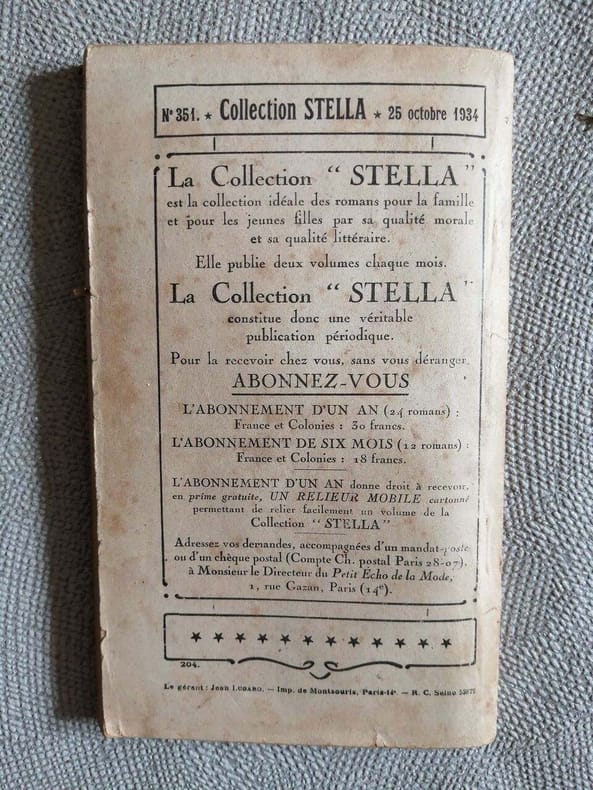 N° 351. ★ Collection STELLA ★ 25 octobre 1934
La Collection “ STELLA ”
est la collection idéale des romans pour la famille
et pour les jeunes filles par sa qualité morale
et sa qualité littéraire.
Elle publie deux volumes chaque mois.
La Collection “ STELLA ”
constitue donc une véritable
publication périodique.
Pour la recevoir chez vous, sans vous déranger,
ABONNEZ-VOUS
L'ABONNEMENT D'UN AN (24 romans) :
France et Colonies : 30 francs.
L'ABONNEMENT DE SIX MOIS (12 romans) :
France et Colonies : 18 francs.
L'ABONNEMENT D'UN AN donne droit à recevoir,
en prime gratuite, UN RELIEUR MOBILE cartonné
permettant de relier facilement un volume de la
Collection “ STELLA ”
Adressez vos demandes, accompagnées d'un mandat-poste
ou d'un chèque postal (Compte Ch. postal Paris 28-07),
à Monsieur le Directeur du Petit Écho de la Mode,
1, rue Gazan, Paris (14e).
★ ★ ★ ★ ★ ★ ★ ★ ★ ★ ★ ★
204.
Le gérant : Jean LUGARO. — Imp. de Montsouris, Paris-14e. — R. C. Seine